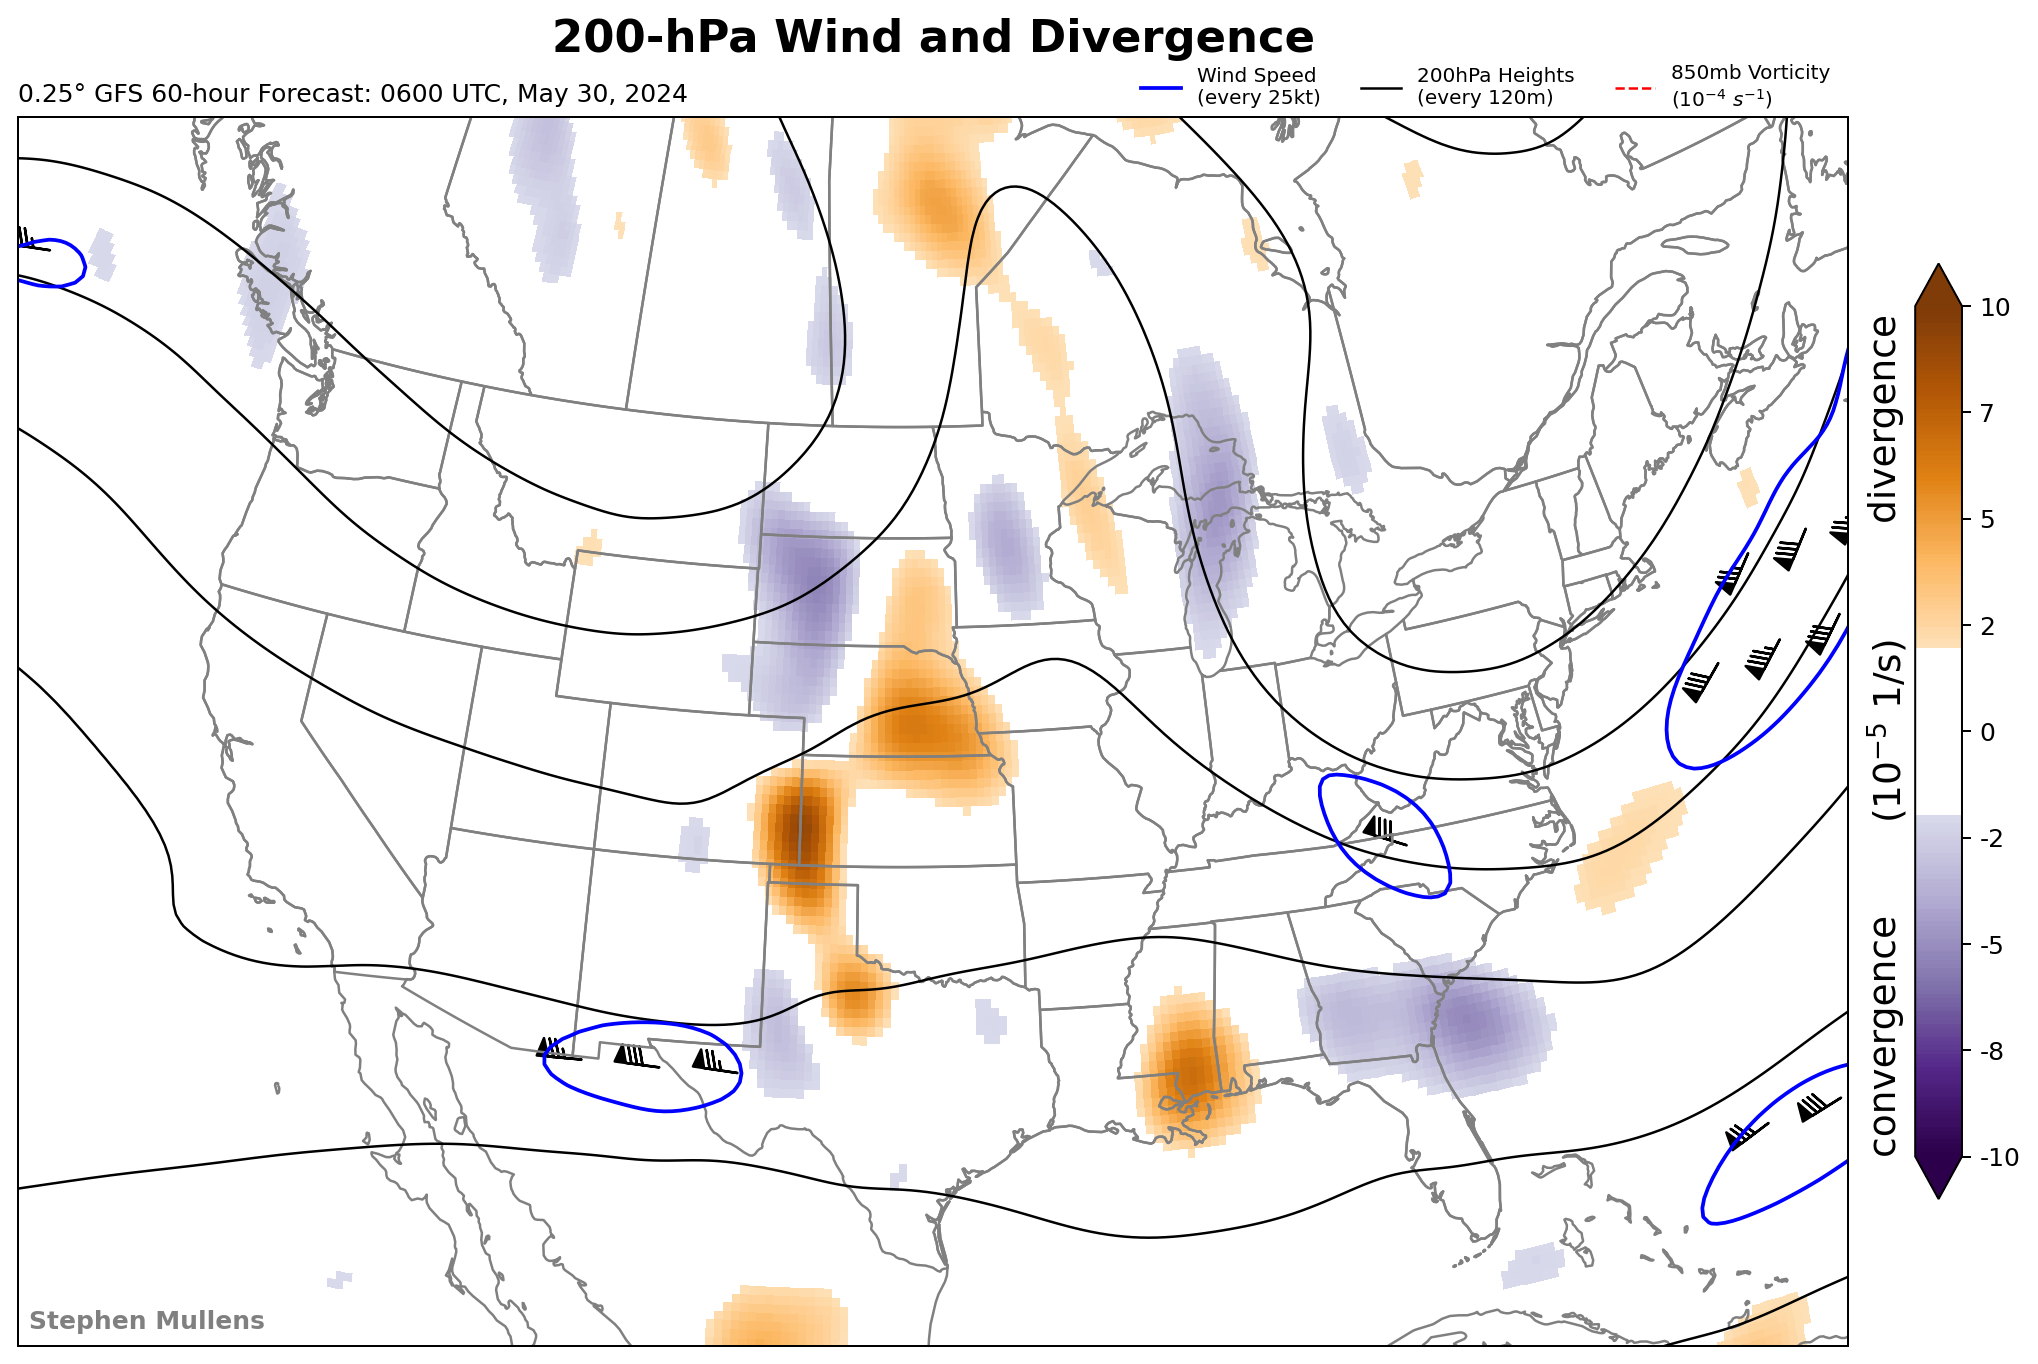 200-hPa Wind and Divergence
0.25° GFS 60-hour Forecast: 0600 UTC, May 30, 2024
Wind Speed
(every 25kt)
200hPa Heights
(every 120m)
850mb Vorticity
(10⁻⁴ s⁻¹)
10
7
5
2
0
-2
-5
-8
-10
convergence (10⁻⁵ 1/s) divergence
Stephen Mullens